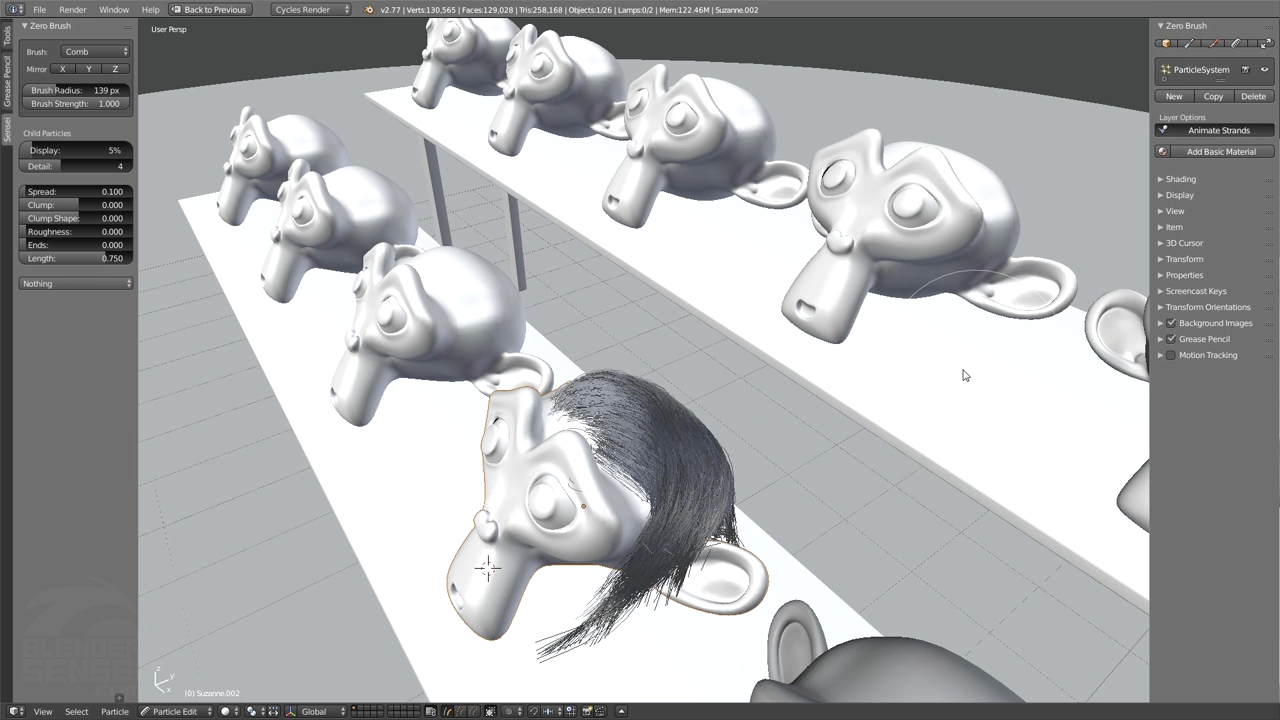 File Render Window Help Back to Previous Cycles Render v2.77 | Verts:130,565 | Faces:129,028 | Tris:258,168 | Objects:1/26 | Lamps:0/2 | Mem:122.46M | Suzanne.002
Tools
Grease Pencil
Sensei
Zero Brush
Brush: Comb
Mirror X Y Z
Brush Radius: 139 px
Brush Strength: 1.000
Child Particles
Display: 5%
Detail: 4
Spread: 0.100
Clump: 0.000
Clump Shape: 0.000
Roughness: 0.000
Ends: 0.000
Length: 0.750
Nothing
User Persp
Zero Brush
ParticleSystem
New Copy Delete
Layer Options
Animate Strands
Add Basic Material
Shading
Display
View
Item
3D Cursor
Transform
Properties
Screencast Keys
Transform Orientations
Background Images
Grease Pencil
Motion Tracking
BLENDER
SENSEI
z
y
x
(0) Suzanne.002
View Select Particle Particle Edit Global